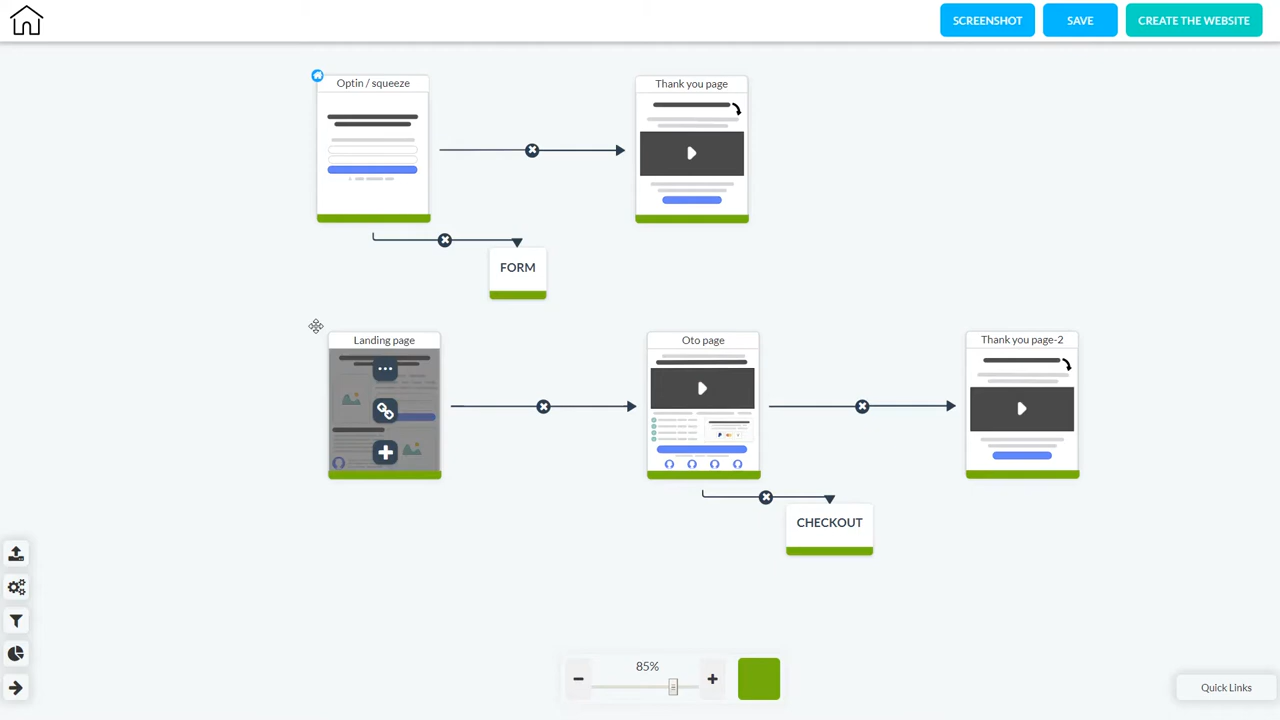 SCREENSHOT
SAVE
CREATE THE WEBSITE
Optin / squeeze
Thank you page
FORM
Landing page
Oto page
Thank you page-2
CHECKOUT
85%
Quick Links